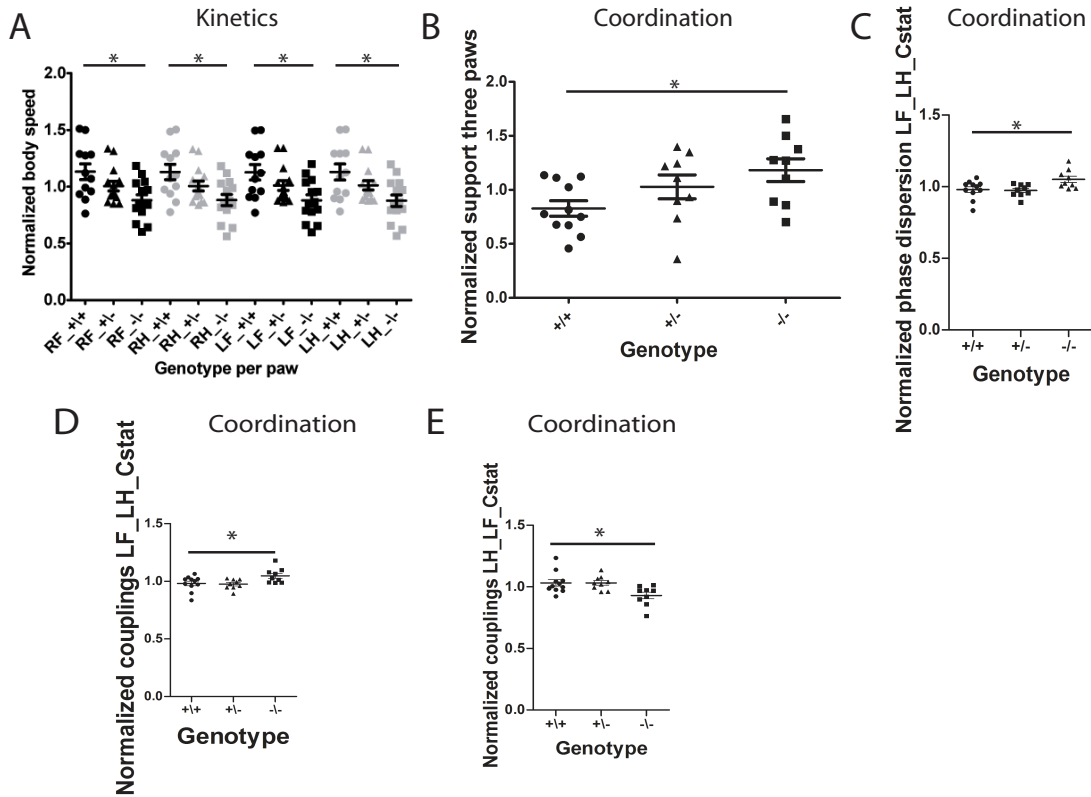 A
Kinetics
*
*
*
*
Normalized body speed
2.0
1.5
1.0
0.5
0.0
RF_+\+
RF_+\-
RF_-\-
RH_+\+
RH_+\-
RH_-\-
LF_+\+
LF_+\-
LF_-\-
LH_+\+
LH_+\-
LH_-\-
Genotype per paw
B
Coordination
*
Normalized support three paws
2.0
1.5
1.0
0.5
0.0
+/+
+/-
-/-
Genotype
C
Coordination
*
Normalized phase dispersion LF_LH_Cstat
1.5
1.0
0.5
0.0
+/+
+/-
-/-
Genotype
D
Coordination
*
Normalized couplings LF_LH_Cstat
1.5
1.0
0.5
0.0
+\+
+\-
-\-
Genotype
E
Coordination
*
Normalized couplings LH_LF_Cstat
1.5
1.0
0.5
0.0
+\+
+\-
-\-
Genotype